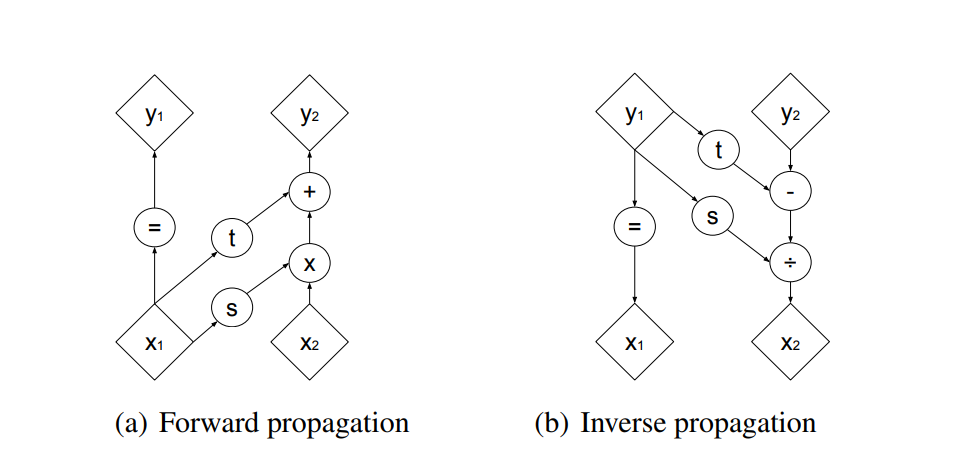 y1 y2 y1 y2
t
+ -
= t s =
x ÷
s
x1 x2 x1 x2
(a) Forward propagation (b) Inverse propagation